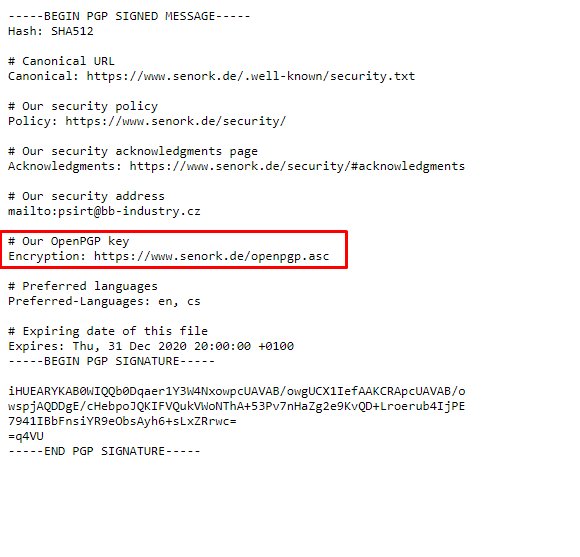 -----BEGIN PGP SIGNED MESSAGE-----
Hash: SHA512
# Canonical URL
Canonical: https://www.senork.de/.well-known/security.txt
# Our security policy
Policy: https://www.senork.de/security/
# Our security acknowledgments page
Acknowledgments: https://www.senork.de/security/#acknowledgments
# Our security address
mailto:psirt@bb-industry.cz
# Our OpenPGP key
Encryption: https://www.senork.de/openpgp.asc
# Preferred languages
Preferred-Languages: en, cs
# Expiring date of this file
Expires: Thu, 31 Dec 2020 20:00:00 +0100
-----BEGIN PGP SIGNATURE-----
iHUEARYKAB0WIQQb0Dqaer1Y3W4NxowpcUAVAB/owgUCX1IefAAKCRApcUAVAB/o
wspjAQDDgE/cHebpoJQKIFVQukVWoNThA+53Pv7nHaZg2e9KvQD+Lroerub4IjPE
7941IBbFnsiYR9eObsAyh6+sLxZRrwc=
=q4VU
-----END PGP SIGNATURE-----